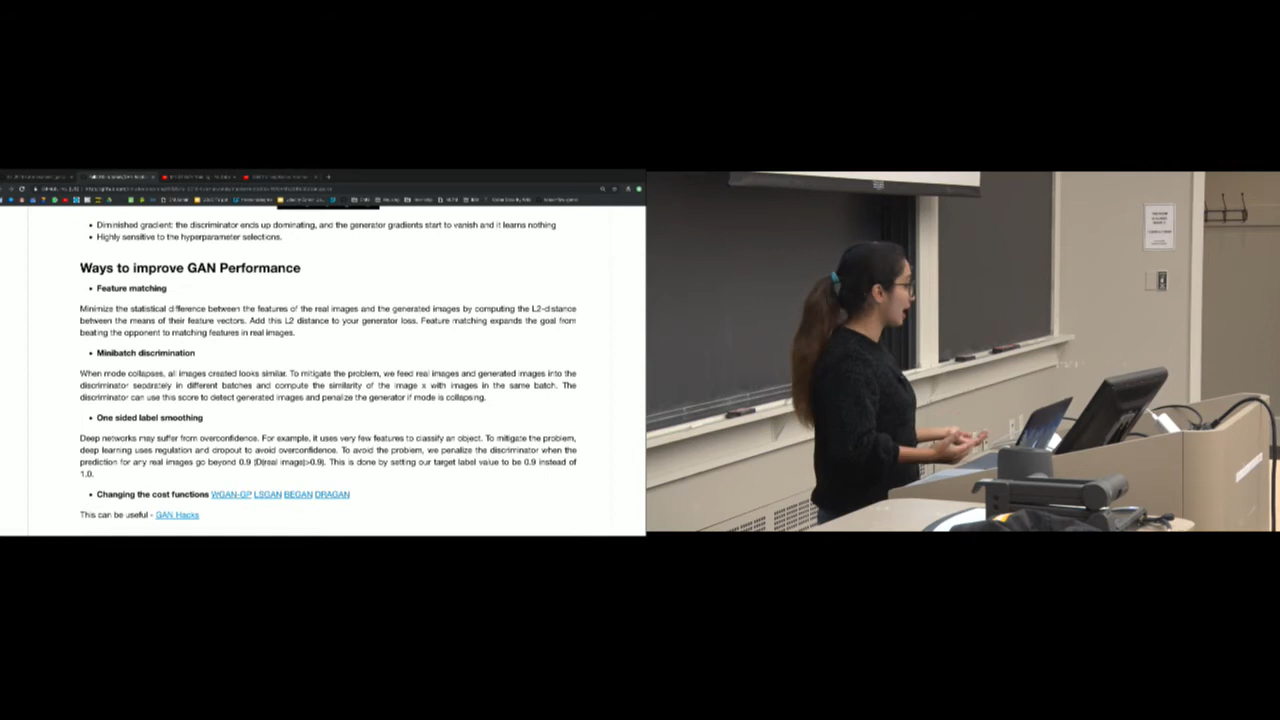 Diminished gradient: the discriminator ends up dominating, and the generator gradients start to vanish and it learns nothing
Highly sensitive to the hyperparameter selections.
Ways to improve GAN Performance
Feature matching
Minimize the statistical difference between the features of the real images and the generated images by computing the L2-distance
between the means of their feature vectors. Add this L2 distance to your generator loss. Feature matching expands the goal from
beating the opponent to matching features in real images.
Minibatch discrimination
When mode collapses, all images created looks similar. To mitigate the problem, we feed real images and generated images into the
discriminator separately in different batches and compute the similarity of the image x with images in the same batch. The
discriminator can use this score to detect generated images and penalize the generator if mode is collapsing.
One sided label smoothing
Deep networks may suffer from overconfidence. For example, it uses very few features to classify an object. To mitigate the problem,
deep learning uses regulation and dropout to avoid overconfidence. To avoid the problem, we penalize the discriminator when the
prediction for any real images go beyond 0.9 (D(real image)>0.9). This is done by setting our target label value to be 0.9 instead of
1.0.
Changing the cost functions WGAN-GP LSGAN BEGAN DRAGAN
This can be useful - GAN Hacks